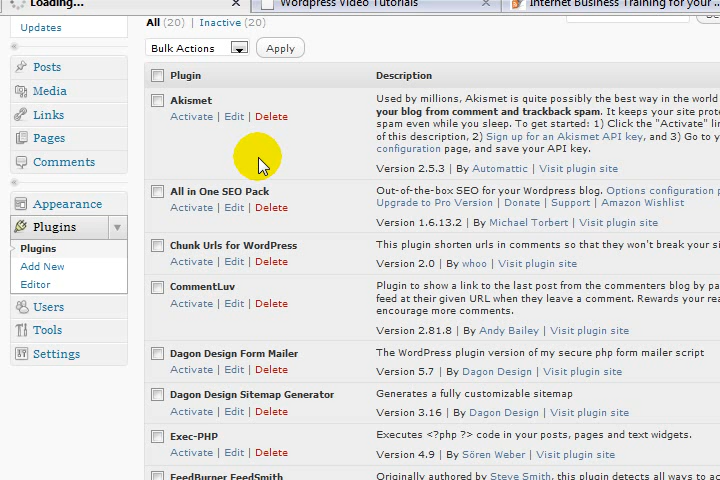 Loading...
Wordpress Video Tutorials
Internet Business Training for your ...
Updates
All (20) | Inactive (20)
Bulk Actions
Apply
Posts
Media
Links
Pages
Comments
Appearance
Plugins
Plugins
Add New
Editor
Users
Tools
Settings
Plugin Description
Akismet
Activate | Edit | Delete
Used by millions, Akismet is quite possibly the best way in the world
your blog from comment and trackback spam. It keeps your site prote
spam even while you sleep. To get started: 1) Click the "Activate" lin
of this description, 2) Sign up for an Akismet API key, and 3) Go to y
configuration page, and save your API key.
Version 2.5.3 | By Automattic | Visit plugin site
All in One SEO Pack
Activate | Edit | Delete
Out-of-the-box SEO for your Wordpress blog. Options configuration p
Upgrade to Pro Version | Donate | Support | Amazon Wishlist
Version 1.6.13.2 | By Michael Torbert | Visit plugin site
Chunk Urls for WordPress
Activate | Edit | Delete
This plugin shorten urls in comments so that they won't break your si
Version 2.0 | By whoo | Visit plugin site
CommentLuv
Activate | Edit | Delete
Plugin to show a link to the last post from the commenters blog by pa
feed at their given URL when they leave a comment. Rewards your rea
encourage more comments.
Version 2.81.8 | By Andy Bailey | Visit plugin site
Dagon Design Form Mailer
Activate | Edit | Delete
The WordPress plugin version of my secure php form mailer script
Version 5.7 | By Dagon Design | Visit plugin site
Dagon Design Sitemap Generator
Activate | Edit | Delete
Generates a fully customizable sitemap
Version 3.16 | By Dagon Design | Visit plugin site
Exec-PHP
Activate | Edit | Delete
Executes <?php ?> code in your posts, pages and text widgets.
Version 4.9 | By Sören Weber | Visit plugin site
FeedBurner FeedSmith
Originally authored by Steve Smith, this plugin detects all ways to ac